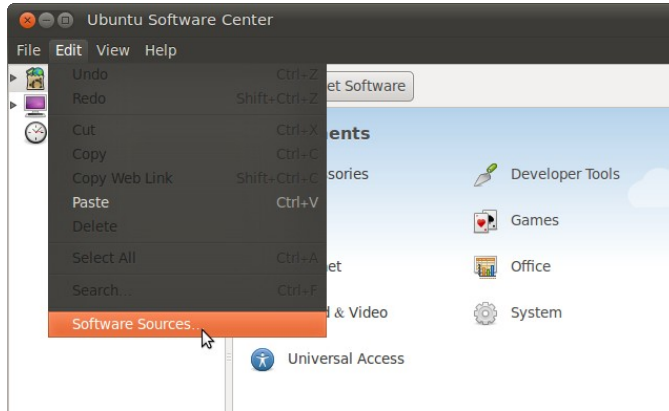 Ubuntu Software Center
File Edit View Help
Undo Ctrl+Z
Redo Shift+Ctrl+Z
Cut Ctrl+X
Copy Ctrl+C
Copy Web Link Shift+Ctrl+C
Paste Ctrl+V
Delete
Select All Ctrl+A
Search... Ctrl+F
Software Sources...
et Software
ents
sories
Developer Tools
Games
et
Office
d & Video
System
Universal Access